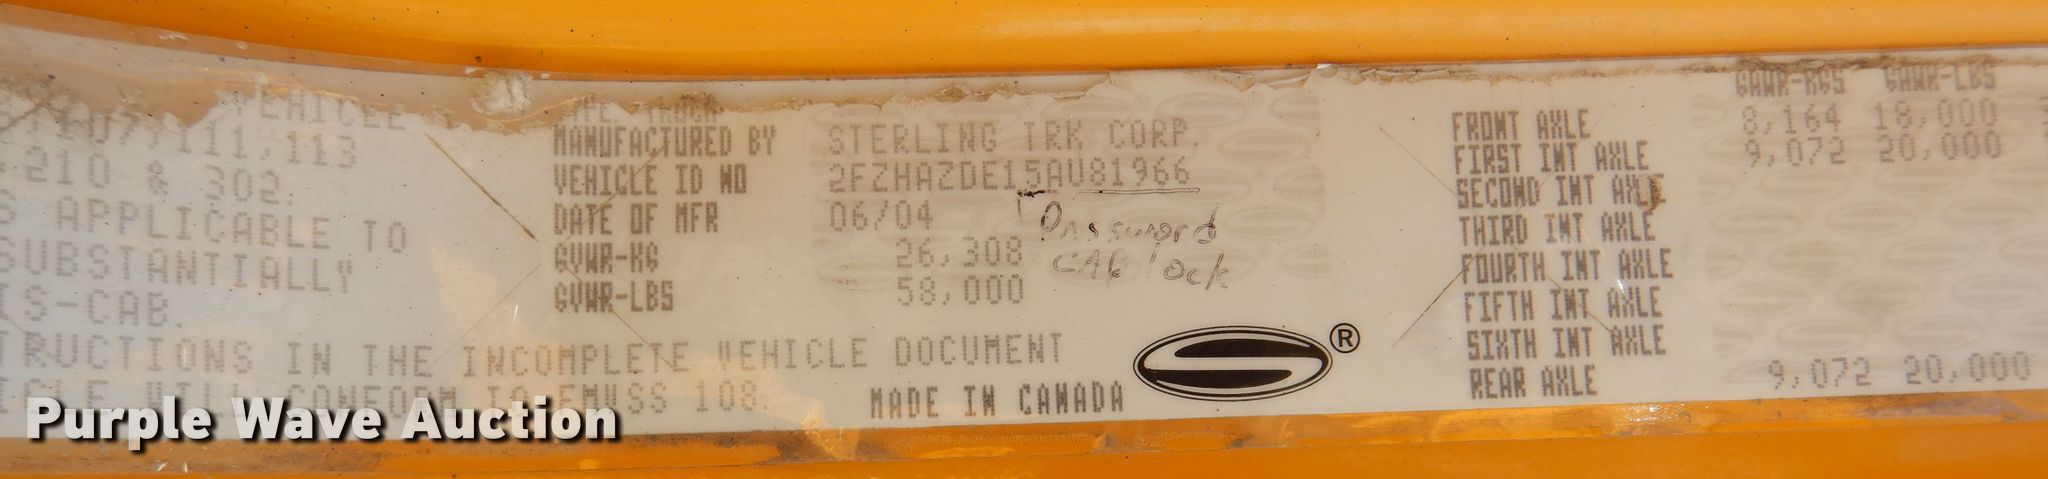 VEHICLE
111,113
210 & 302.
APPLICABLE TO
SUBSTANTIALLY
IS-CAB.
TRUCTIONS IN THE INCOMPLETE VEHICLE DOCUMENT
WILL CONFORM TO FMVSS 108
TRUCK
MANUFACTURED BY STERLING TRK CORP.
VEHICLE ID NO 2FZHAZDE15AU81966
DATE OF MFR 06/04
GVWR-KG 26,308
GVWR-LBS 58,000
Password
CAB lock
MADE IN CANADA
®
GAWR-KGS GAWR-LBS
FRONT AXLE 8,164 18,000
FIRST INT AXLE 9,072 20,000
SECOND INT AXLE
THIRD INT AXLE
FOURTH INT AXLE
FIFTH INT AXLE
SIXTH INT AXLE
REAR AXLE 9,072 20,000
Purple Wave Auction